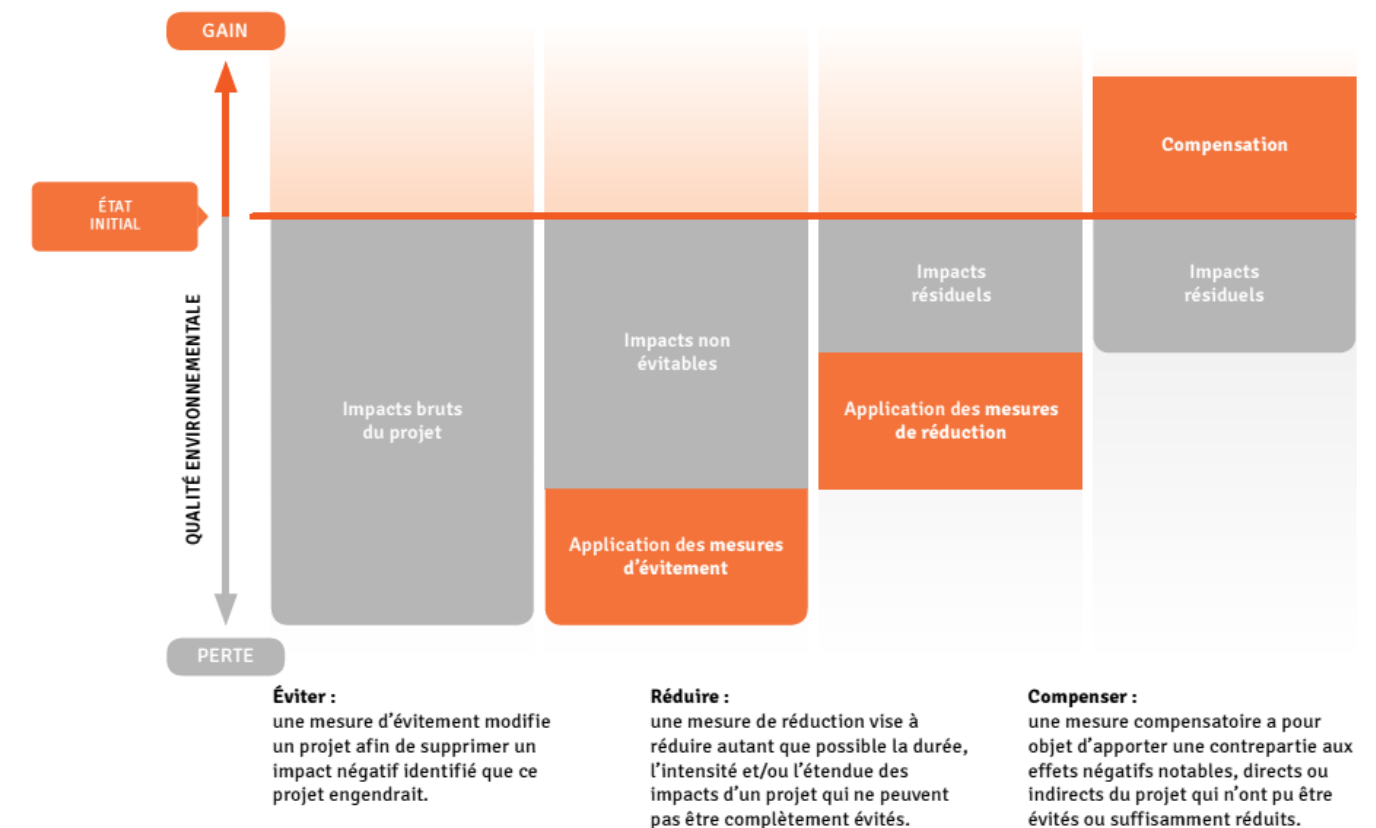 GAIN
ÉTAT
INITIAL
QUALITÉ ENVIRONNEMENTALE
PERTE
Impacts bruts
du projet
Impacts non
évitables
Application des mesures
d’évitement
Impacts
résiduels
Application des mesures
de réduction
Compensation
Impacts
résiduels
Éviter :
une mesure d’évitement modifie
un projet afin de supprimer un
impact négatif identifié que ce
projet engendrait.
Réduire :
une mesure de réduction vise à
réduire autant que possible la durée,
l’intensité et/ou l’étendue des
impacts d’un projet qui ne peuvent
pas être complètement évités.
Compenser :
une mesure compensatoire a pour
objet d’apporter une contrepartie aux
effets négatifs notables, directs ou
indirects du projet qui n’ont pu être
évités ou suffisamment réduits.